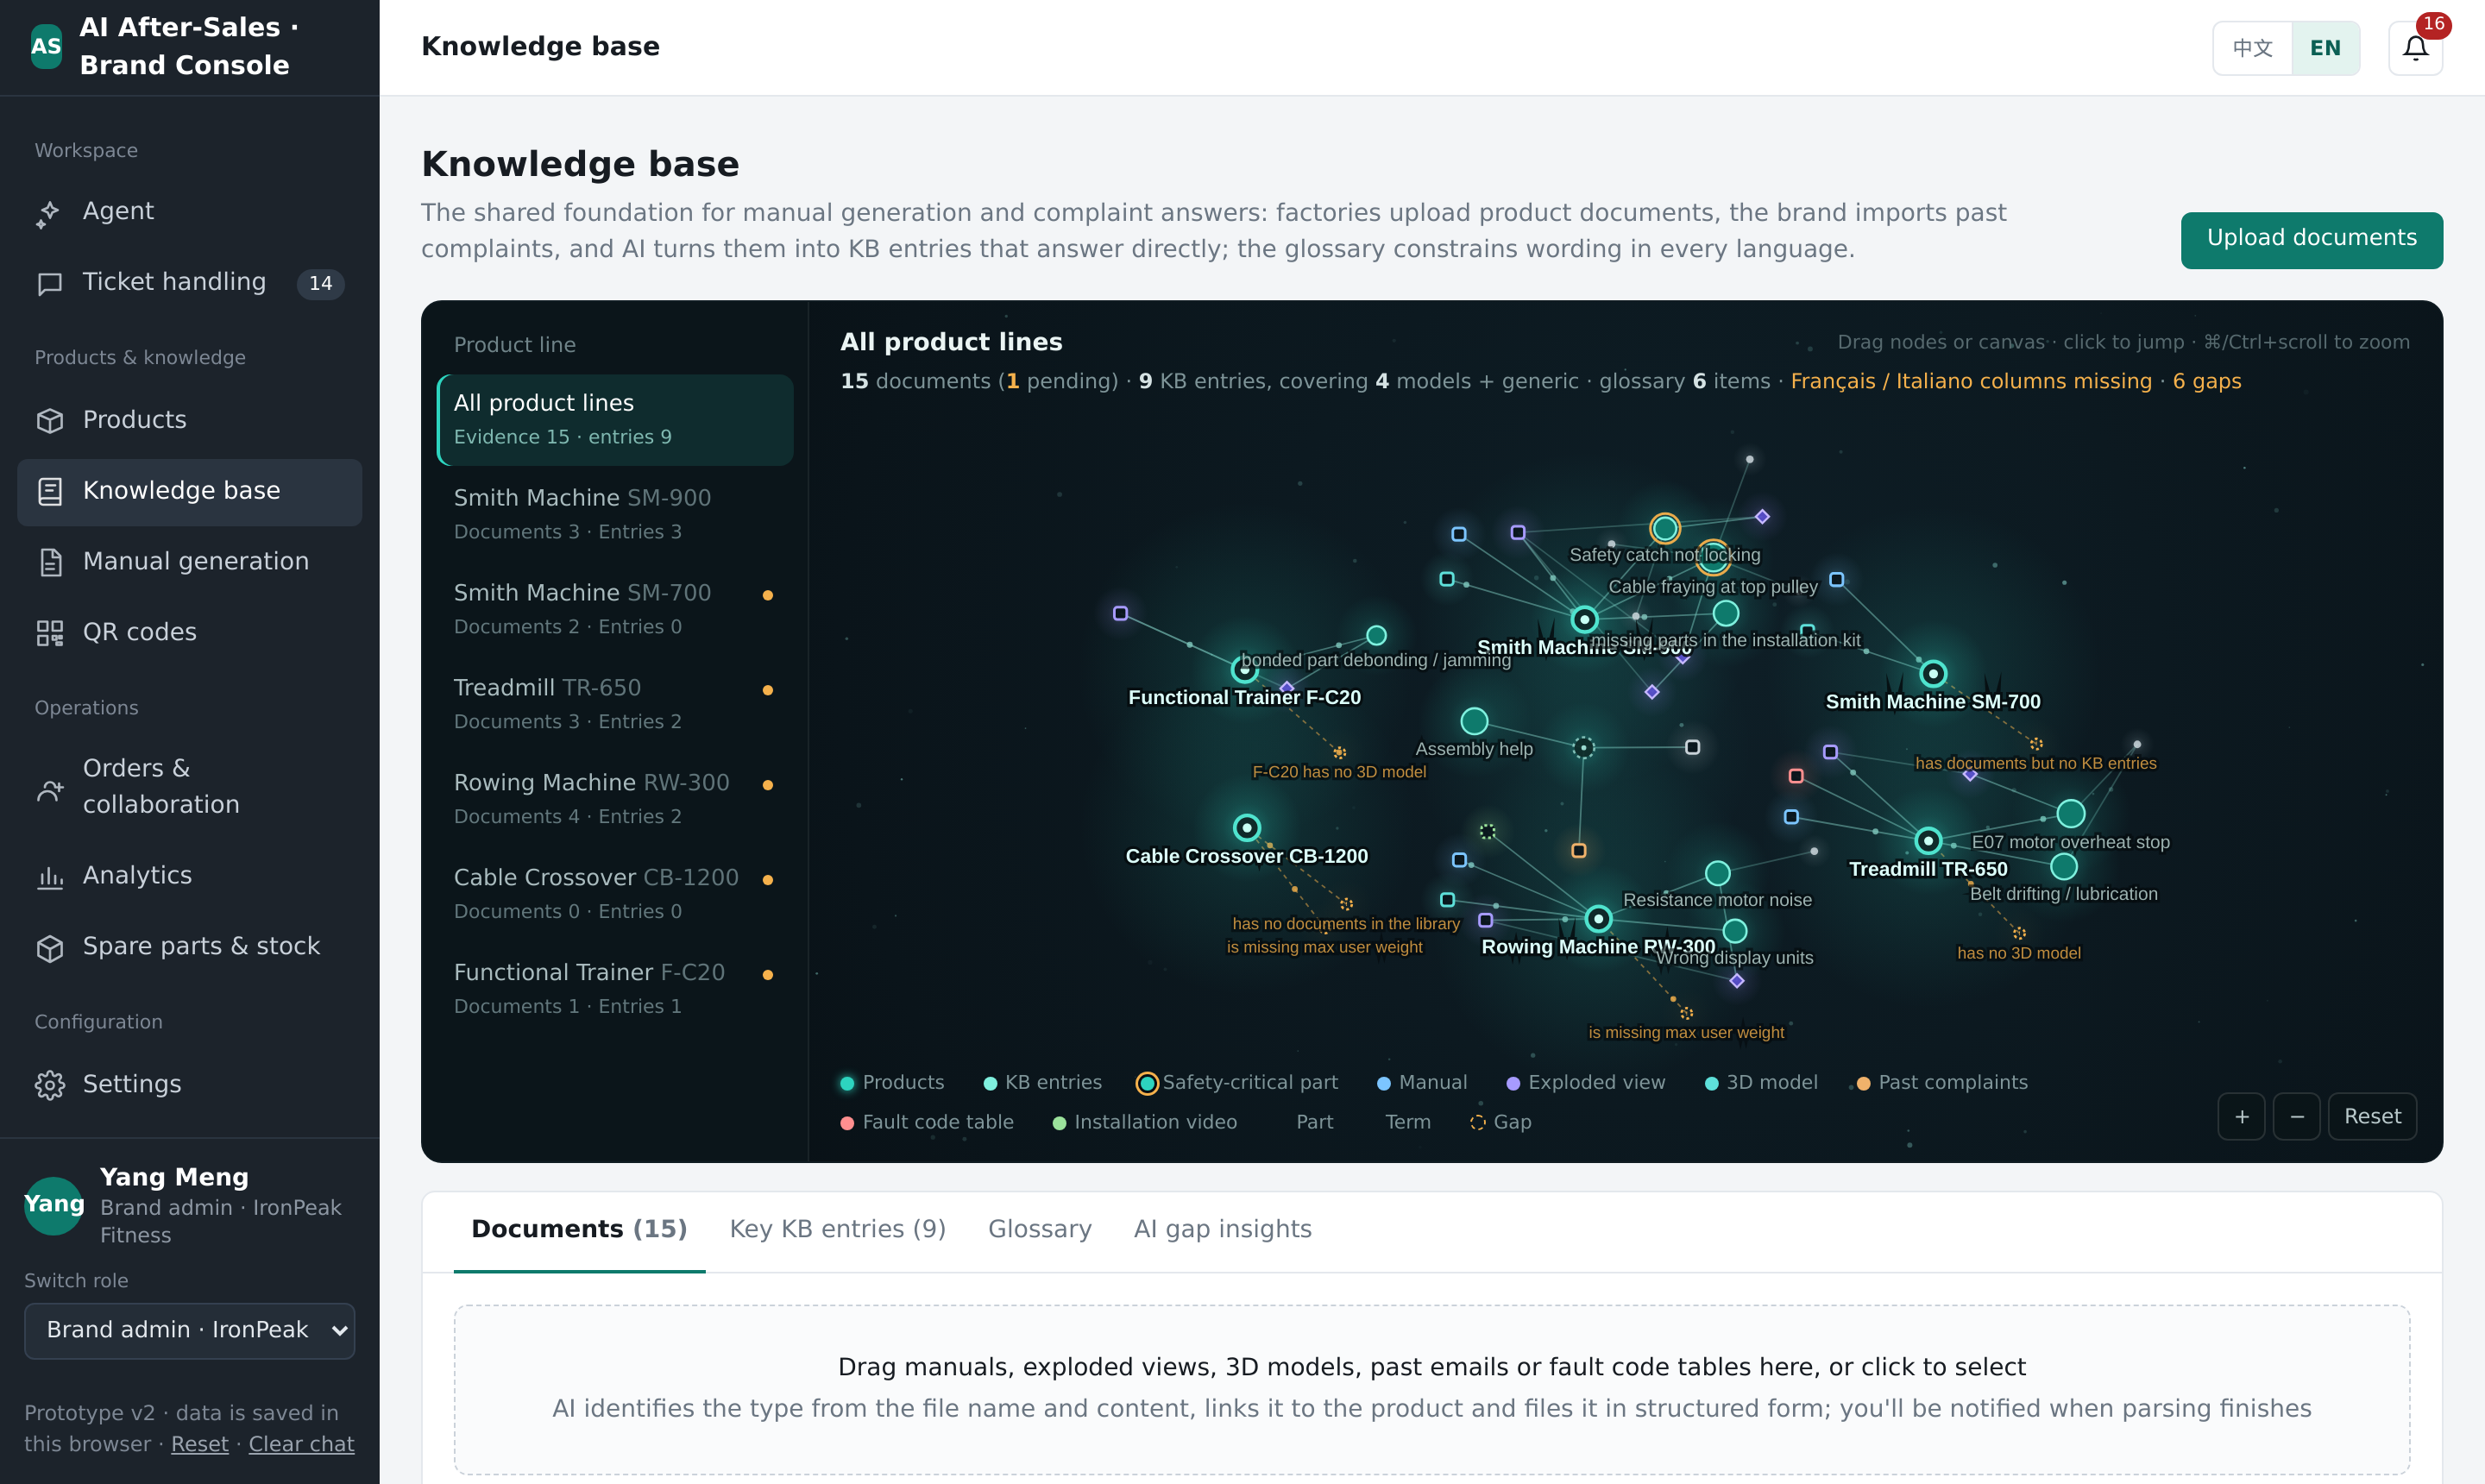 AS
AI After-Sales ·
Brand Console
Workspace
Agent
Ticket handling 14
Products & knowledge
Products
Knowledge base
Manual generation
QR codes
Operations
Orders &
collaboration
Analytics
Spare parts & stock
Configuration
Settings
Yang
Yang Meng
Brand admin · IronPeak
Fitness
Switch role
Brand admin · IronPeak
Prototype v2 · data is saved in
this browser · Reset · Clear chat
Knowledge base
中文 EN
16
Knowledge base
The shared foundation for manual generation and complaint answers: factories upload product documents, the brand imports past
complaints, and AI turns them into KB entries that answer directly; the glossary constrains wording in every language.
Upload documents
Product line
All product lines
Evidence 15 · entries 9
Smith Machine SM-900
Documents 3 · Entries 3
Smith Machine SM-700
Documents 2 · Entries 0
Treadmill TR-650
Documents 3 · Entries 2
Rowing Machine RW-300
Documents 4 · Entries 2
Cable Crossover CB-1200
Documents 0 · Entries 0
Functional Trainer F-C20
Documents 1 · Entries 1
All product lines
Drag nodes or canvas · click to jump · ⌘/Ctrl+scroll to zoom
15 documents (1 pending) · 9 KB entries, covering 4 models + generic · glossary 6 items · Français / Italiano columns missing · 6 gaps
Safety catch not locking
Cable fraying at top pulley
missing parts in the installation kit
Smith Machine SM-900
bonded part debonding / jamming
Functional Trainer F-C20
Smith Machine SM-700
Assembly help
F-C20 has no 3D model
has documents but no KB entries
E07 motor overheat stop
Cable Crossover CB-1200
Treadmill TR-650
Belt drifting / lubrication
Resistance motor noise
has no documents in the library
is missing max user weight
Rowing Machine RW-300
Wrong display units
has no 3D model
is missing max user weight
Products
KB entries
Safety-critical part
Manual
Exploded view
3D model
Past complaints
Fault code table
Installation video
Part
Term
Gap
+ − Reset
Documents (15)
Key KB entries (9)
Glossary
AI gap insights
Drag manuals, exploded views, 3D models, past emails or fault code tables here, or click to select
AI identifies the type from the file name and content, links it to the product and files it in structured form; you'll be notified when parsing finishes